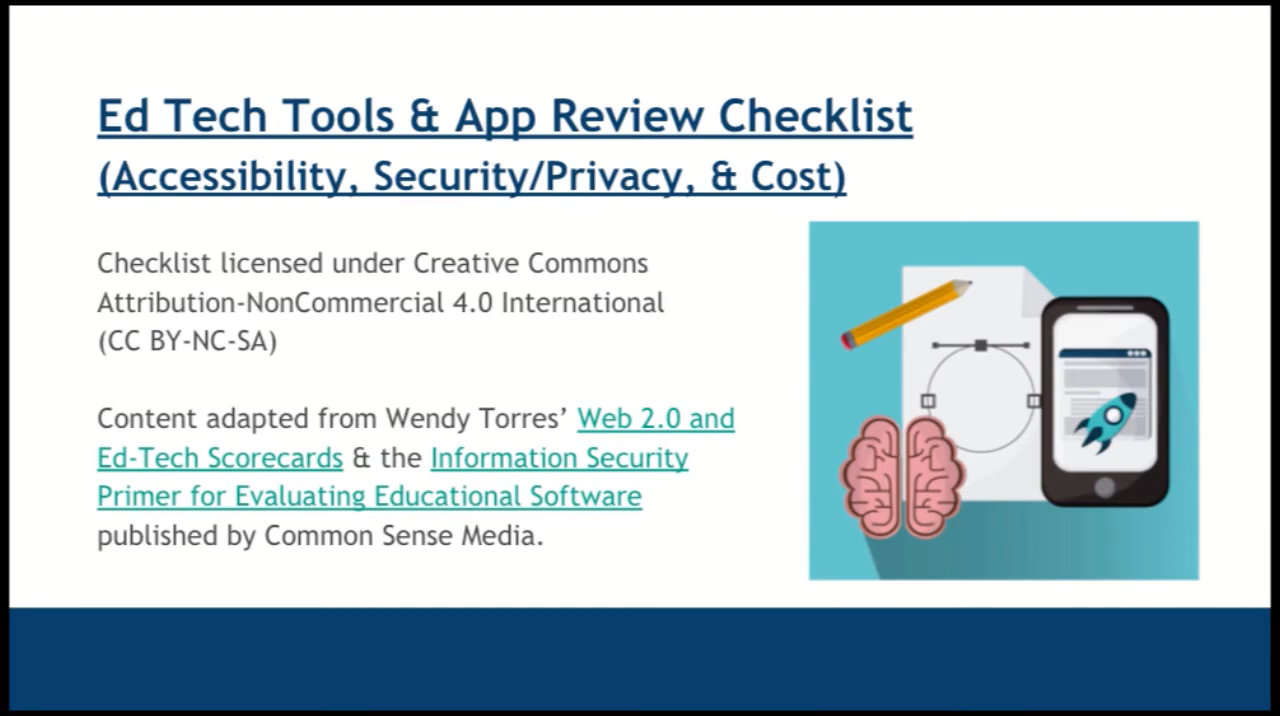 Ed Tech Tools & App Review Checklist
(Accessibility, Security/Privacy, & Cost)
Checklist licensed under Creative Commons
Attribution-NonCommercial 4.0 International
(CC BY-NC-SA)
Content adapted from Wendy Torres’ Web 2.0 and
Ed-Tech Scorecards & the Information Security
Primer for Evaluating Educational Software
published by Common Sense Media.